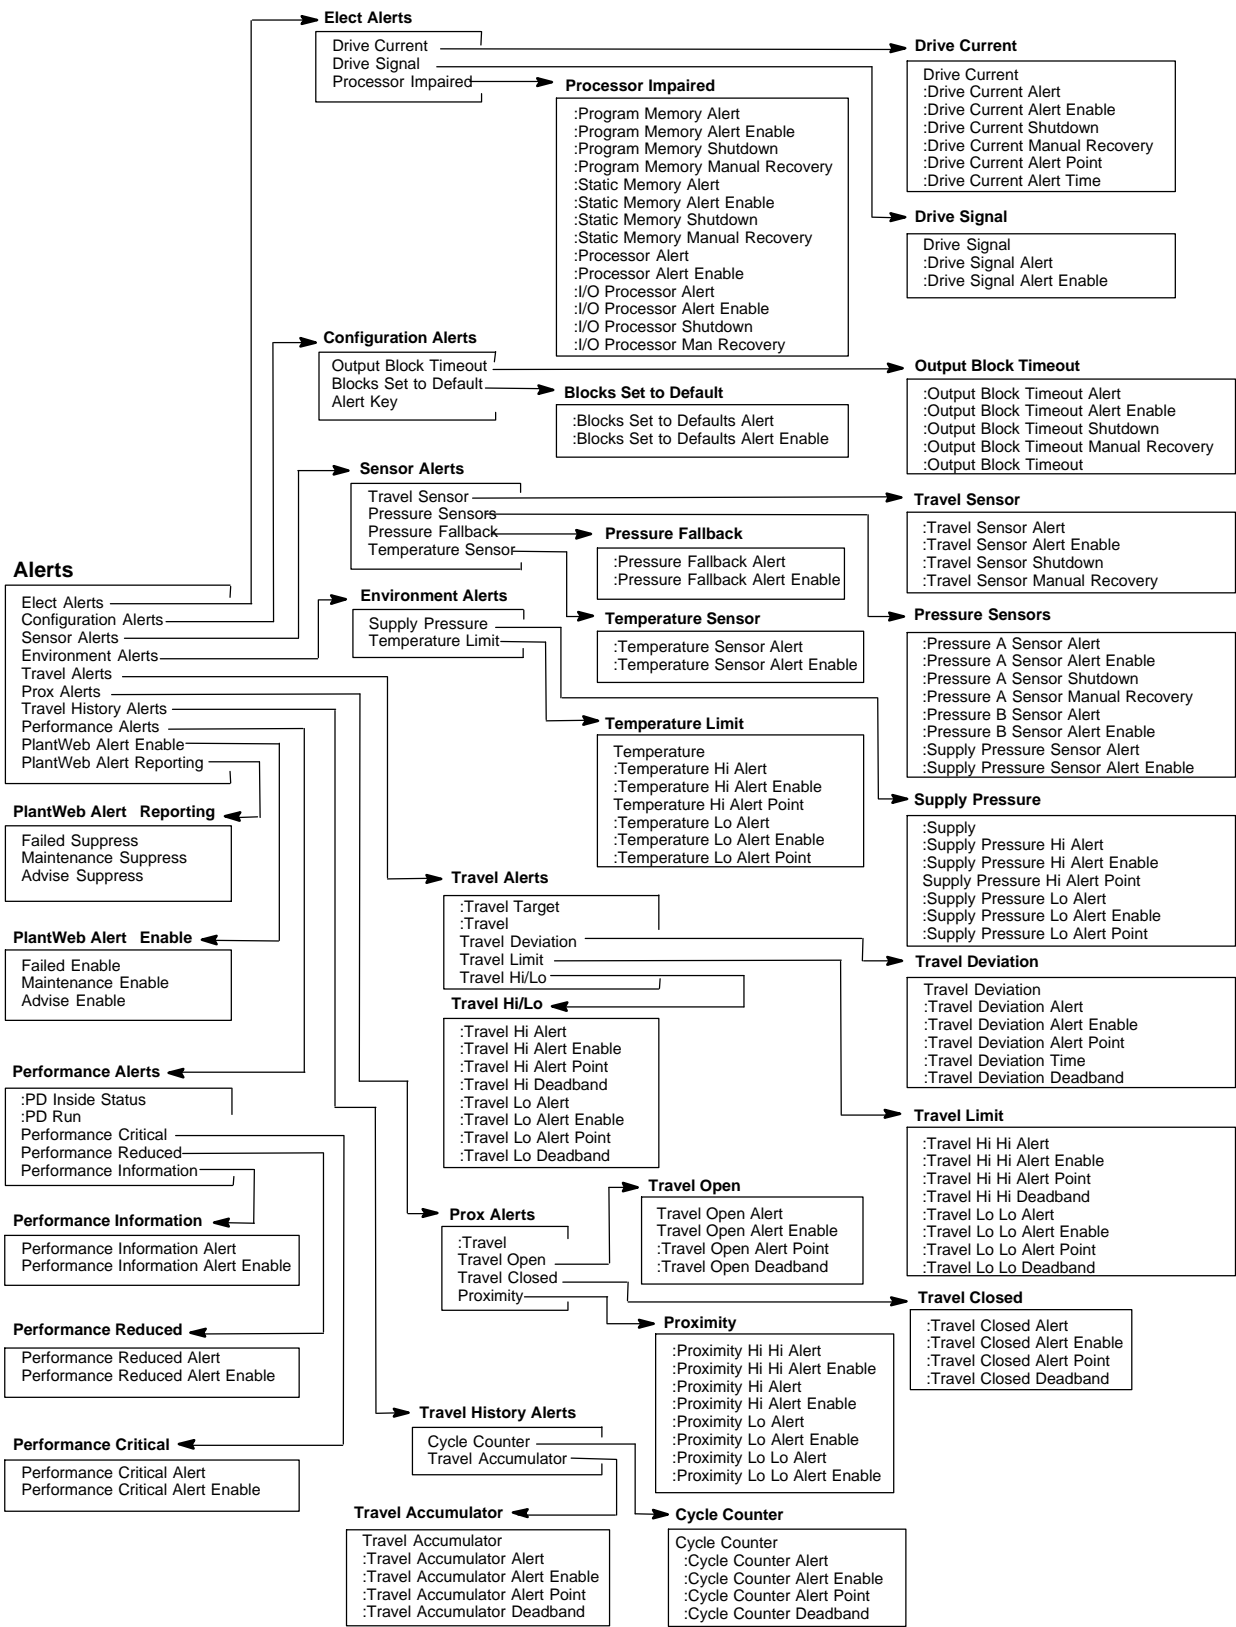 Elect Alerts
Drive Current
Drive Signal
Processor Impaired
Drive Current
Drive Current
:Drive Current Alert
:Drive Current Alert Enable
:Drive Current Shutdown
:Drive Current Manual Recovery
:Drive Current Alert Point
:Drive Current Alert Time
Processor Impaired
:Program Memory Alert
:Program Memory Alert Enable
:Program Memory Shutdown
:Program Memory Manual Recovery
:Static Memory Alert
:Static Memory Alert Enable
:Static Memory Shutdown
:Static Memory Manual Recovery
:Processor Alert
:Processor Alert Enable
:I/O Processor Alert
:I/O Processor Alert Enable
:I/O Processor Shutdown
:I/O Processor Man Recovery
Drive Signal
Drive Signal
:Drive Signal Alert
:Drive Signal Alert Enable
Configuration Alerts
Output Block Timeout
Blocks Set to Default
Alert Key
Blocks Set to Default
:Blocks Set to Defaults Alert
:Blocks Set to Defaults Alert Enable
Output Block Timeout
:Output Block Timeout Alert
:Output Block Timeout Alert Enable
:Output Block Timeout Shutdown
:Output Block Timeout Manual Recovery
:Output Block Timeout
Sensor Alerts
Travel Sensor
Pressure Sensors
Pressure Fallback
Temperature Sensor
Travel Sensor
:Travel Sensor Alert
:Travel Sensor Alert Enable
:Travel Sensor Shutdown
:Travel Sensor Manual Recovery
Pressure Fallback
:Pressure Fallback Alert
:Pressure Fallback Alert Enable
Alerts
Elect Alerts
Configuration Alerts
Sensor Alerts
Environment Alerts
Travel Alerts
Prox Alerts
Travel History Alerts
Performance Alerts
PlantWeb Alert Enable
PlantWeb Alert Reporting
Environment Alerts
Supply Pressure
Temperature Limit
Temperature Sensor
:Temperature Sensor Alert
:Temperature Sensor Alert Enable
Pressure Sensors
:Pressure A Sensor Alert
:Pressure A Sensor Alert Enable
:Pressure A Sensor Shutdown
:Pressure A Sensor Manual Recovery
:Pressure B Sensor Alert
:Pressure B Sensor Alert Enable
:Supply Pressure Sensor Alert
:Supply Pressure Sensor Alert Enable
Temperature Limit
Temperature
:Temperature Hi Alert
:Temperature Hi Alert Enable
Temperature Hi Alert Point
:Temperature Lo Alert
:Temperature Lo Alert Enable
:Temperature Lo Alert Point
Supply Pressure
:Supply
:Supply Pressure Hi Alert
:Supply Pressure Hi Alert Enable
Supply Pressure Hi Alert Point
:Supply Pressure Lo Alert
:Supply Pressure Lo Alert Enable
:Supply Pressure Lo Alert Point
PlantWeb Alert Reporting
Failed Suppress
Maintenance Suppress
Advise Suppress
PlantWeb Alert Enable
Failed Enable
Maintenance Enable
Advise Enable
Travel Alerts
:Travel Target
:Travel
Travel Deviation
Travel Limit
Travel Hi/Lo
Travel Deviation
Travel Deviation
:Travel Deviation Alert
:Travel Deviation Alert Enable
:Travel Deviation Alert Point
:Travel Deviation Time
:Travel Deviation Deadband
Travel Hi/Lo
:Travel Hi Alert
:Travel Hi Alert Enable
:Travel Hi Alert Point
:Travel Hi Deadband
:Travel Lo Alert
:Travel Lo Alert Enable
:Travel Lo Alert Point
:Travel Lo Deadband
Performance Alerts
:PD Inside Status
:PD Run
Performance Critical
Performance Reduced
Performance Information
Travel Limit
:Travel Hi Hi Alert
:Travel Hi Hi Alert Enable
:Travel Hi Hi Alert Point
:Travel Hi Hi Deadband
:Travel Lo Lo Alert
:Travel Lo Lo Alert Enable
:Travel Lo Lo Alert Point
:Travel Lo Lo Deadband
Performance Information
Performance Information Alert
Performance Information Alert Enable
Prox Alerts
:Travel
Travel Open
Travel Closed
Proximity
Travel Open
Travel Open Alert
Travel Open Alert Enable
:Travel Open Alert Point
:Travel Open Deadband
Travel Closed
:Travel Closed Alert
:Travel Closed Alert Enable
:Travel Closed Alert Point
:Travel Closed Deadband
Performance Reduced
Performance Reduced Alert
Performance Reduced Alert Enable
Proximity
:Proximity Hi Hi Alert
:Proximity Hi Hi Alert Enable
:Proximity Hi Alert
:Proximity Hi Alert Enable
:Proximity Lo Alert
:Proximity Lo Alert Enable
:Proximity Lo Lo Alert
:Proximity Lo Lo Alert Enable
Travel History Alerts
Cycle Counter
Travel Accumulator
Performance Critical
Performance Critical Alert
Performance Critical Alert Enable
Travel Accumulator
Travel Accumulator
:Travel Accumulator Alert
:Travel Accumulator Alert Enable
:Travel Accumulator Alert Point
:Travel Accumulator Deadband
Cycle Counter
Cycle Counter
:Cycle Counter Alert
:Cycle Counter Alert Enable
:Cycle Counter Alert Point
:Cycle Counter Deadband